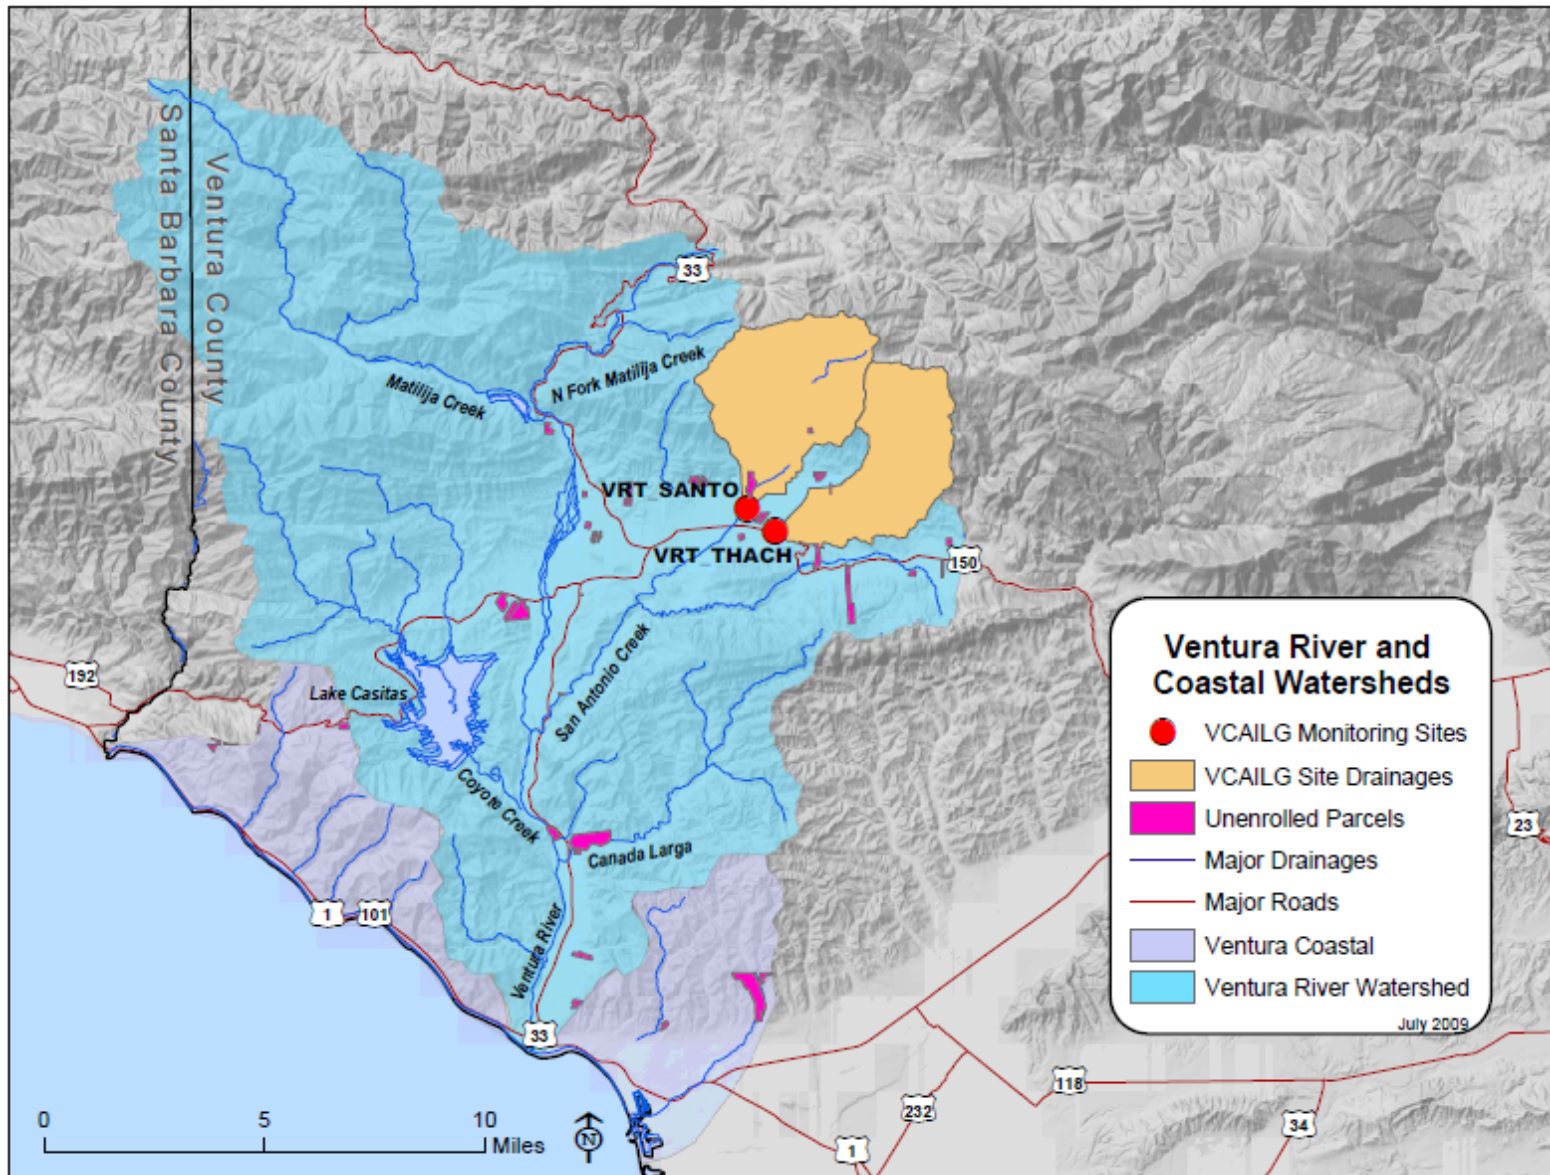 Santa Barbara County
Ventura County
33
N Fork Matilija Creek
Matilija Creek
VRT_SANTO
VRT_THACH
150
192
Lake Casitas
San Antonio Creek
Coyote Creek
Canada Larga
Ventura River
1
101
33
23
118
232
34
1
Ventura River and
Coastal Watersheds
VCAILG Monitoring Sites
VCAILG Site Drainages
Unenrolled Parcels
Major Drainages
Major Roads
Ventura Coastal
Ventura River Watershed
July 2009
0 5 10
Miles
N